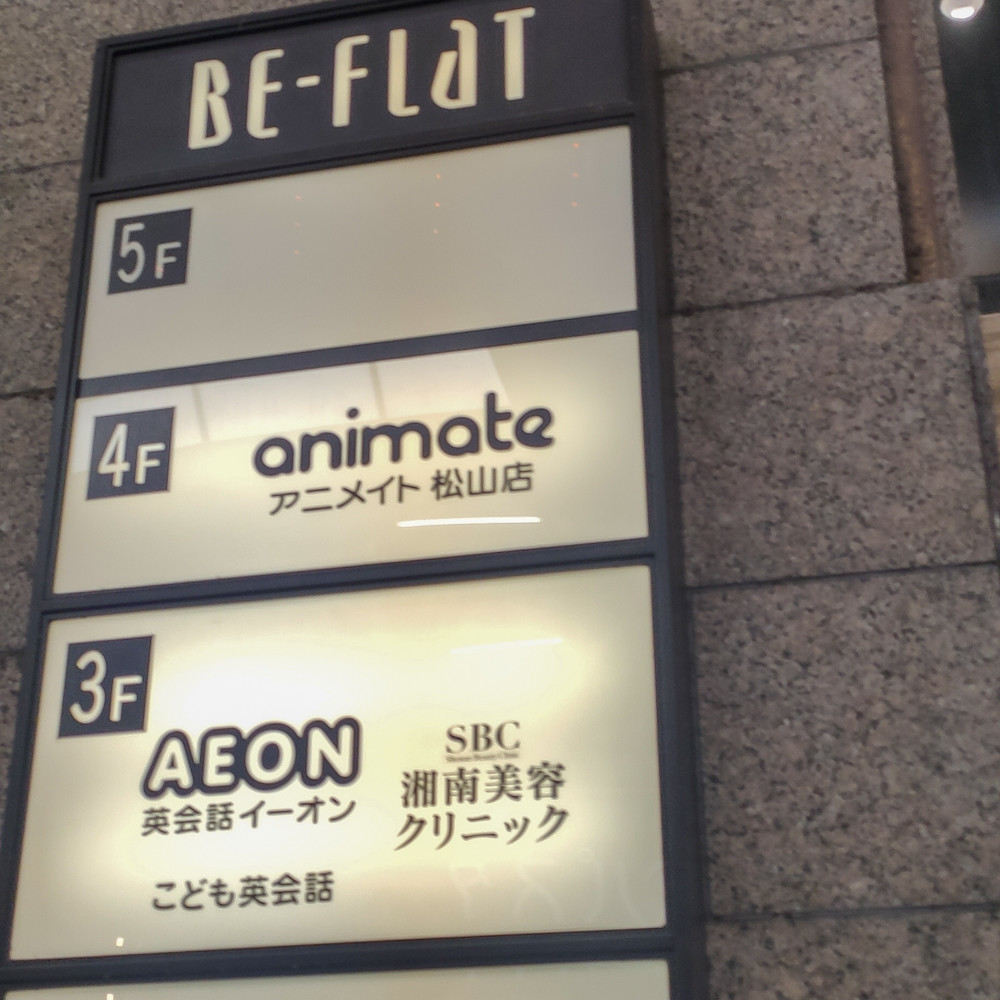 BE-FLaT
5F
4F
animate
アニメイト 松山店
3F
AEON
英会話イーオン
こども英会話
SBC
湘南美容
クリニック